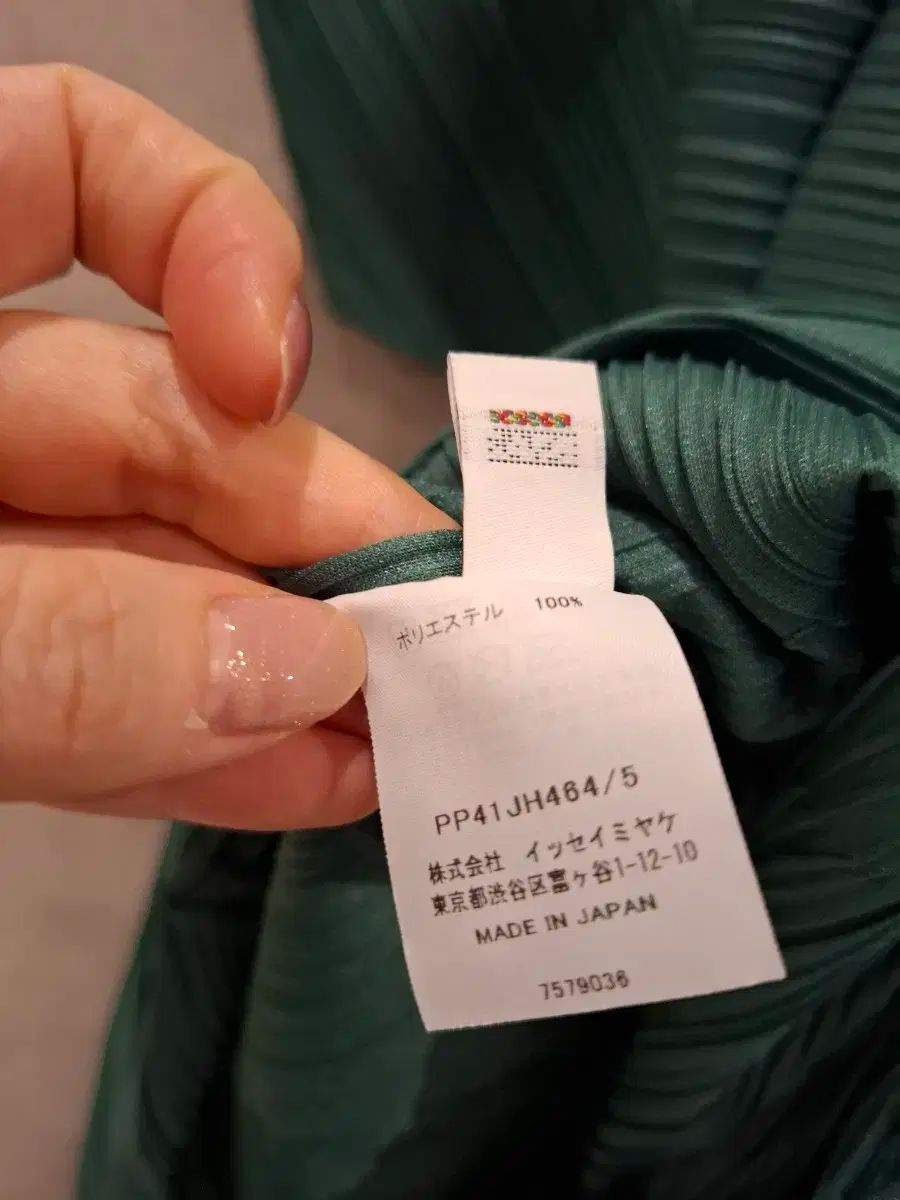 ポリエステル 100%
PP41JH464/5
株式会社 イッセイミヤケ
東京都渋谷区富ヶ谷1-12-10
MADE IN JAPAN
7579036